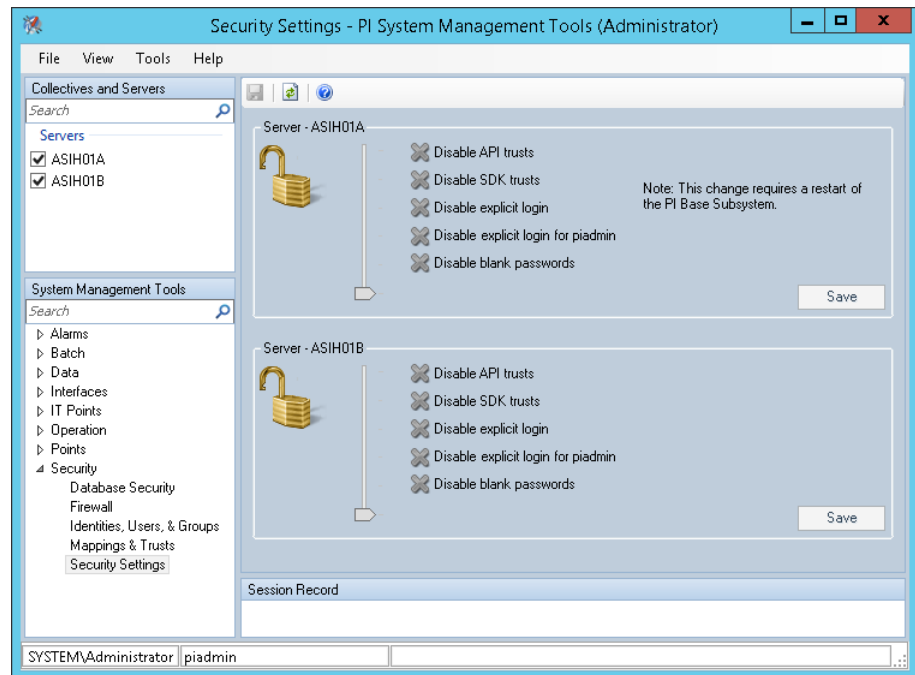 Security Settings - PI System Management Tools (Administrator)
File View Tools Help
Collectives and Servers
Search
Servers
ASIH01A
ASIH01B
System Management Tools
Search
Alarms
Batch
Data
Interfaces
IT Points
Operation
Points
Security
Database Security
Firewall
Identities, Users, & Groups
Mappings & Trusts
Security Settings
Server - ASIH01A
Disable API trusts
Disable SDK trusts
Disable explicit login
Disable explicit login for piadmin
Disable blank passwords
Note: This change requires a restart of
the PI Base Subsystem.
Save
Server - ASIH01B
Disable API trusts
Disable SDK trusts
Disable explicit login
Disable explicit login for piadmin
Disable blank passwords
Save
Session Record
SYSTEM\Administrator piadmin